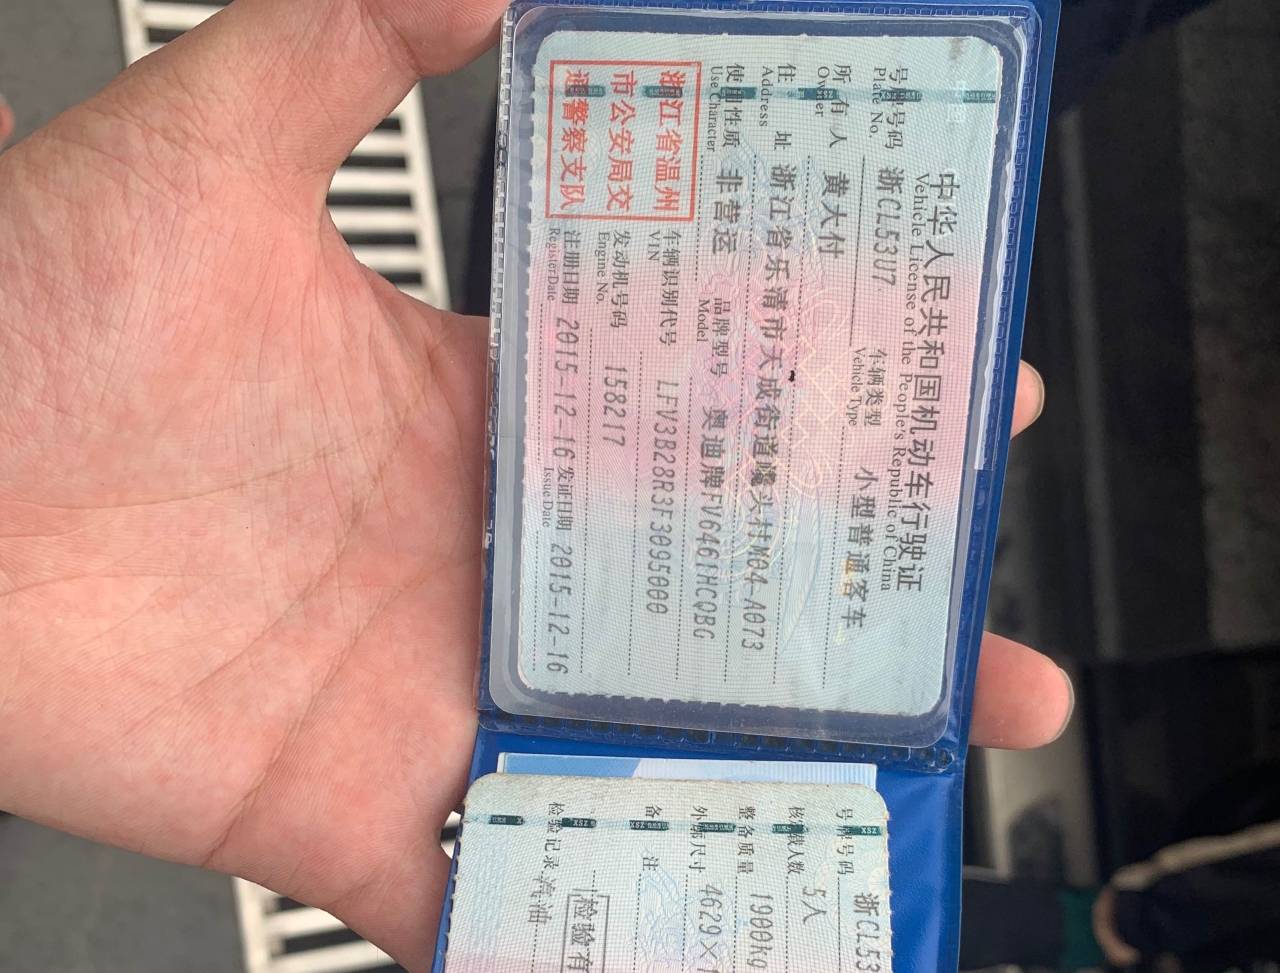 中华人民共和国机动车行驶证
Vehicle License of the People's Republic of China
号牌号码 浙CL53U7 车辆类型 小型普通客车
Plate No. Vehicle Type
所有人 黄大付
Owner
住 址 浙江省乐清市天成街道 头村M04-A073
Address
使用性质 非营运 品牌型号 奥迪牌FV6461HCQBG
Use Character Model
浙江省温州
市公安局交
通警察支队
车辆识别代号 LFV3B28R3F3095000
VIN
发动机号码 158217
Engine No.
注册日期 2015-12-16 发证日期 2015-12-16
Register Date Issue Date
号牌号码 浙CL53
核定载人数 5人
整备质量 1900kg
外廓尺寸 4629×1
备 注
检验记录 汽油
检验有